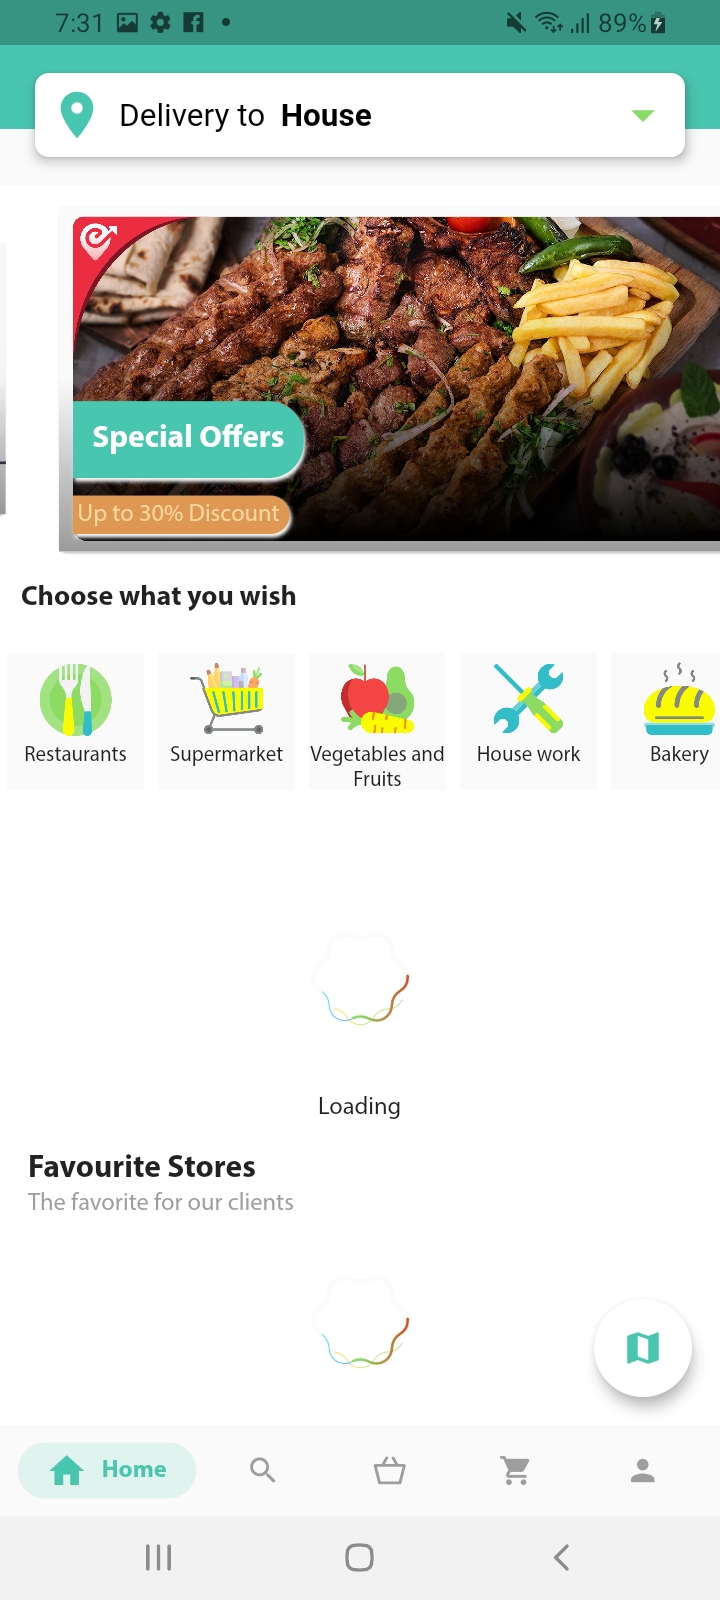 7:31
89%
Delivery to House
Special Offers
Up to 30% Discount
Choose what you wish
Restaurants
Supermarket
Vegetables and
Fruits
House work
Bakery
Loading
Favourite Stores
The favorite for our clients
Home